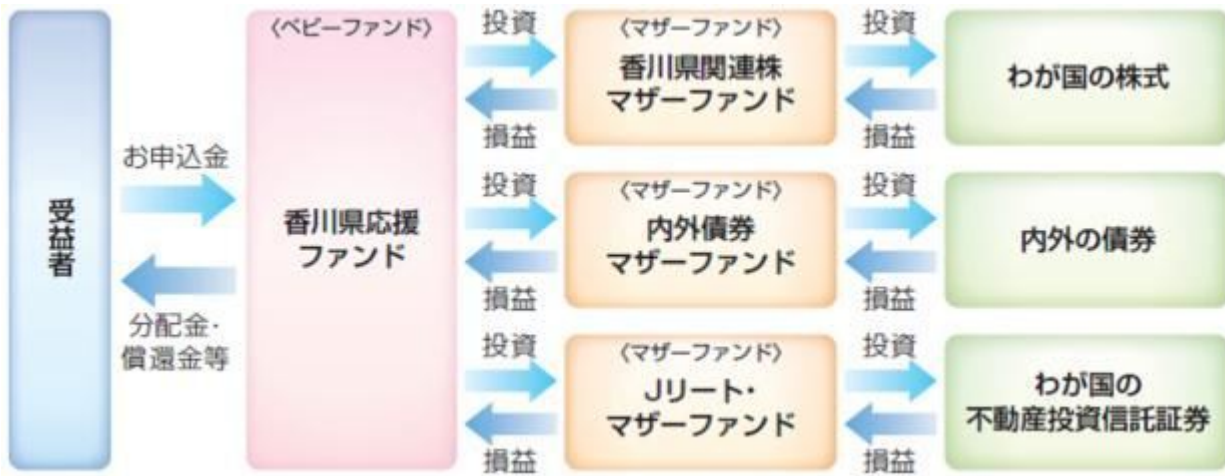 受益者
お申込金
分配金・
償還金等
〈ベビーファンド〉
香川県応援
ファンド
投資
損益
〈マザーファンド〉
香川県関連株
マザーファンド
投資
損益
わが国の株式
投資
損益
〈マザーファンド〉
内外債券
マザーファンド
投資
損益
内外の債券
投資
損益
〈マザーファンド〉
Jリート・
マザーファンド
投資
損益
わが国の
不動産投資信託証券